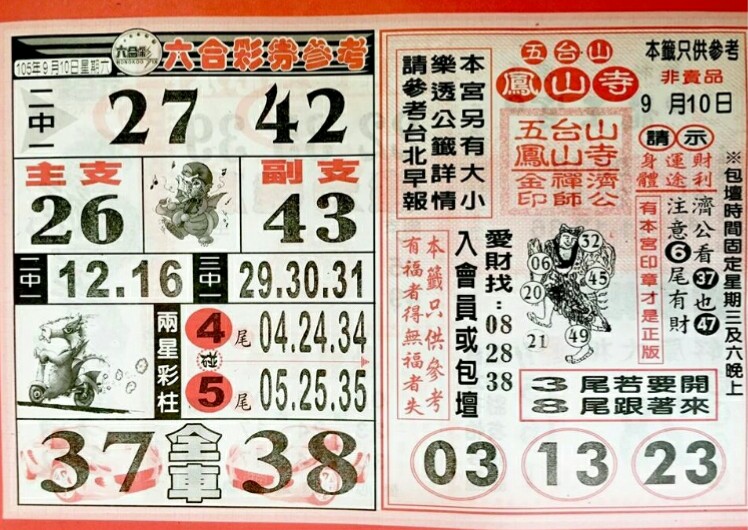 六合彩
六合彩券參考
105年9月10日星期六
二中一
27 42
主支
26
副支
43
二中一
12.16
三中一
29.30.31
兩星彩柱
4尾
04.24.34
碰
5尾
05.25.35
37
全車
38
本宮另有大小
樂透公籤詳情
請參考台北早報
五台山
鳳山寺
本籤只供參考
非賣品
9月10日
五台山
鳳山寺
金禪濟
印師公
請示
財利
運途
身體
濟公看37也47
注意6尾有財
有本宮印章才是正版
※包壇時間固定星期三及六晚上
本籤只供參考
有福者得無福者失
入會員或包壇
愛財找:08
28
38
32
06
45
20
21
49
3尾若要開
8尾跟著來
03
13
23